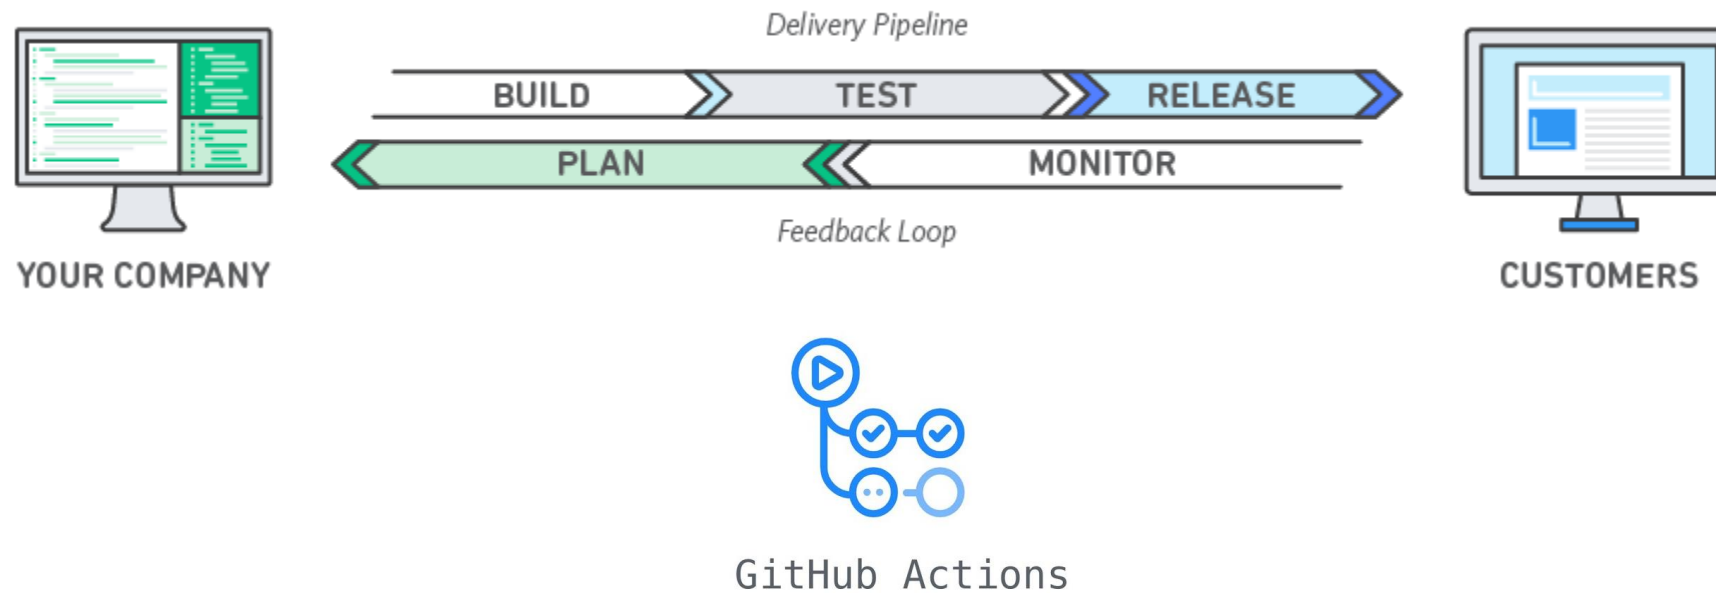 Delivery Pipeline
BUILD
TEST
RELEASE
PLAN
MONITOR
Feedback Loop
YOUR COMPANY
CUSTOMERS
GitHub Actions